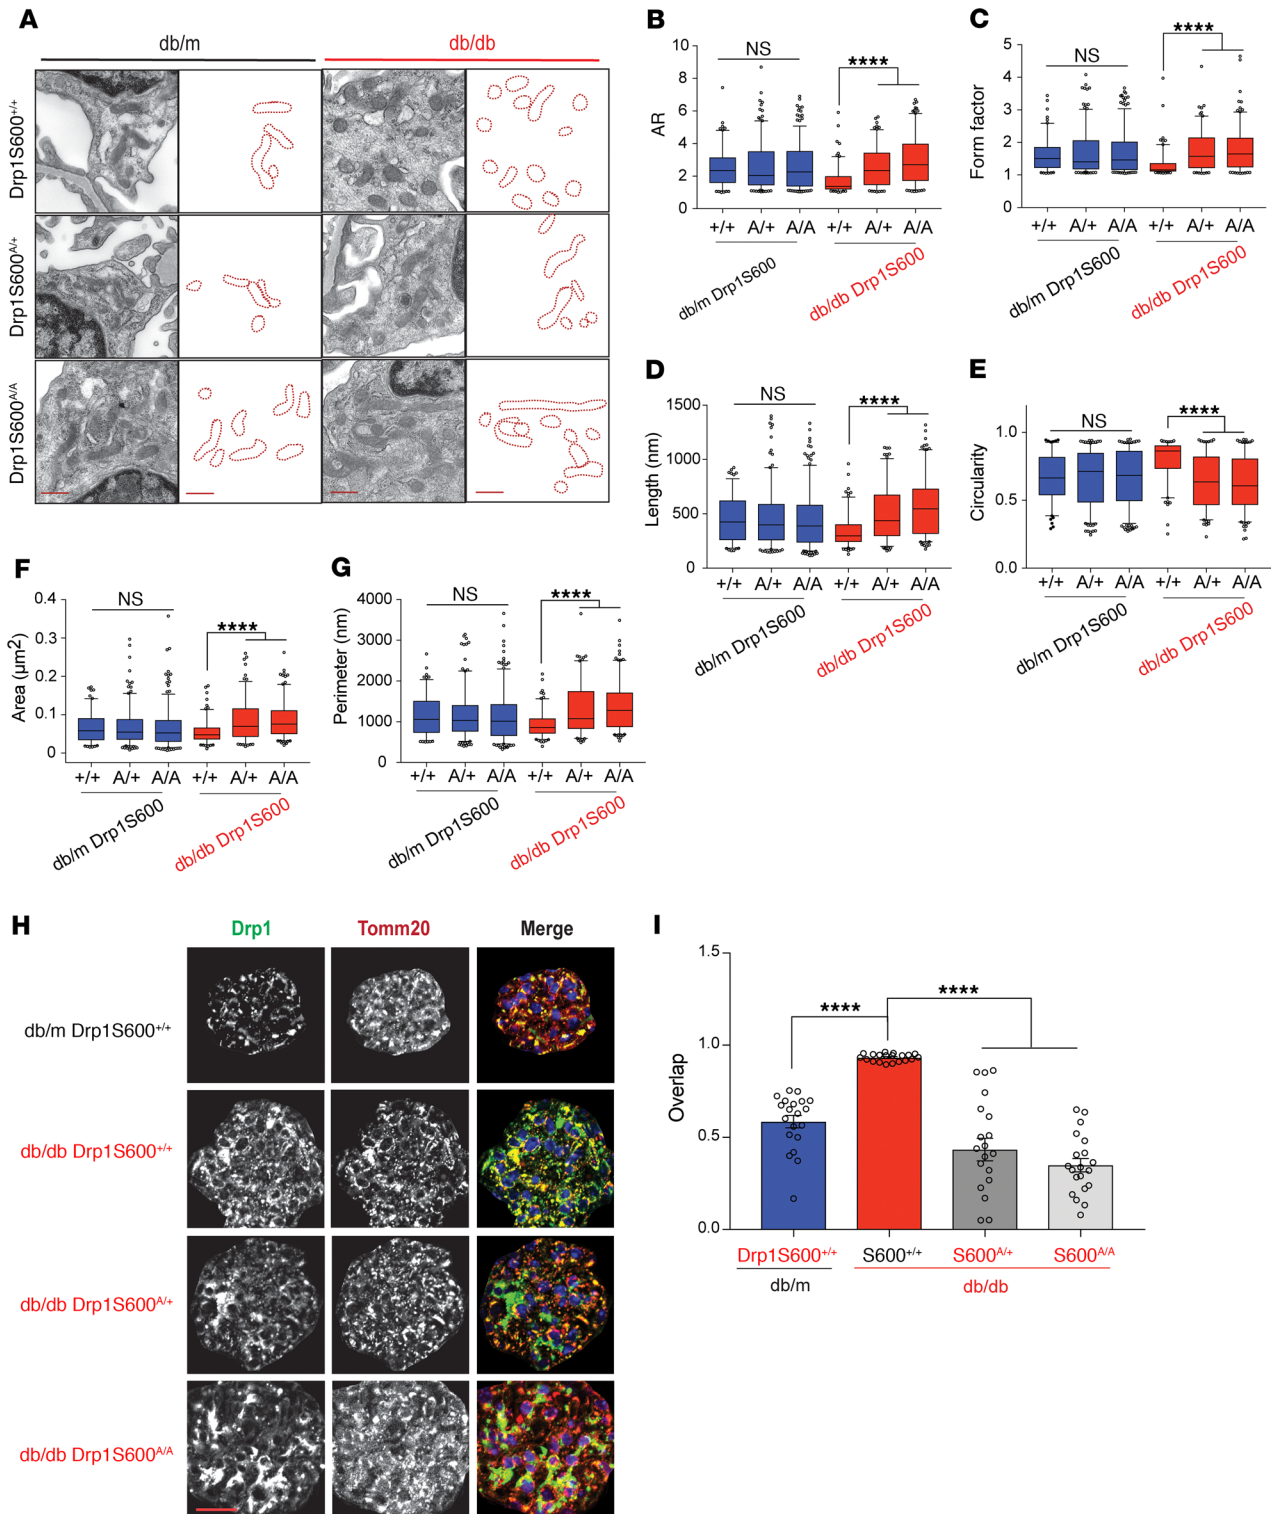 A
db/m
db/db
Drp1S600+/+
Drp1S600A/+
Drp1S600A/A
B
AR
10
8
6
4
2
0
NS
****
+/+ A/+ A/A +/+ A/+ A/A
db/m Drp1S600
db/db Drp1S600
C
Form factor
5
4
3
2
1
0
NS
****
+/+ A/+ A/A +/+ A/+ A/A
db/m Drp1S600
db/db Drp1S600
D
Length (nm)
1500
1000
500
0
NS
****
+/+ A/+ A/A +/+ A/+ A/A
db/m Drp1S600
db/db Drp1S600
E
Circularity
1.0
0.5
0.0
NS
****
+/+ A/+ A/A +/+ A/+ A/A
db/m Drp1S600
db/db Drp1S600
F
Area (µm2)
0.4
0.3
0.2
0.1
0
NS
****
+/+ A/+ A/A +/+ A/+ A/A
db/m Drp1S600
db/db Drp1S600
G
Perimeter (nm)
4000
3000
2000
1000
0
NS
****
+/+ A/+ A/A +/+ A/+ A/A
db/m Drp1S600
db/db Drp1S600
H
Drp1 Tomm20 Merge
db/m Drp1S600+/+
db/db Drp1S600+/+
db/db Drp1S600A/+
db/db Drp1S600A/A
I
Overlap
1.5
1.0
0.5
0.0
****
****
Drp1S600+/+ S600+/+ S600A/+ S600A/A
db/m db/db